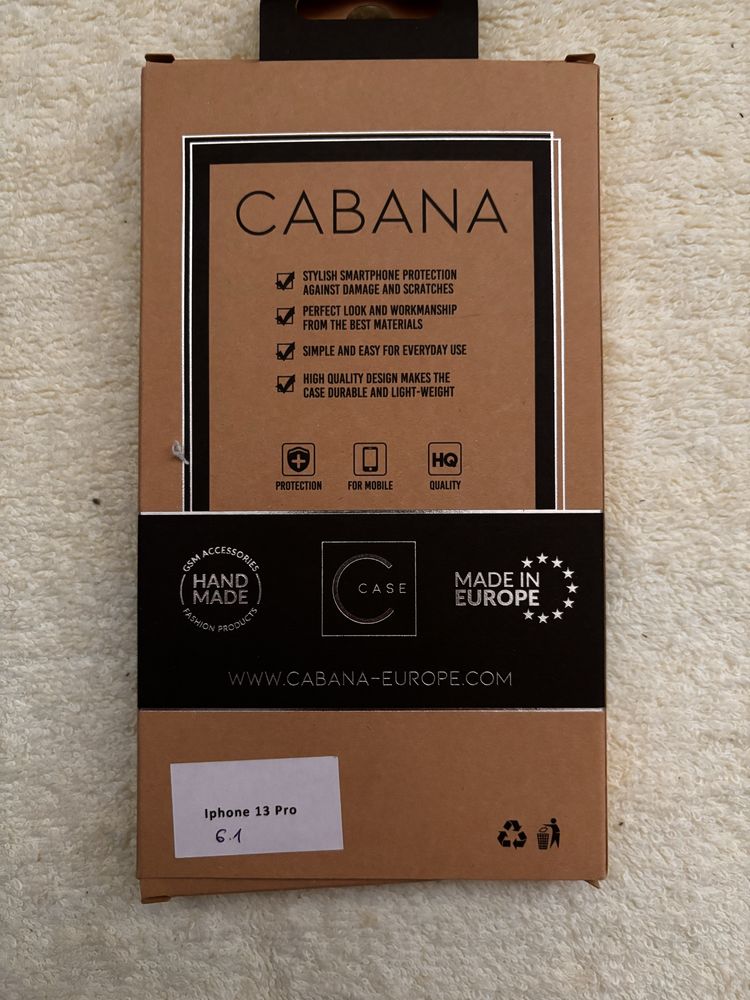 CABANA
STYLISH SMARTPHONE PROTECTION
AGAINST DAMAGE AND SCRATCHES
PERFECT LOOK AND WORKMANSHIP
FROM THE BEST MATERIALS
SIMPLE AND EASY FOR EVERYDAY USE
HIGH QUALITY DESIGN MAKES THE
CASE DURABLE AND LIGHT-WEIGHT
HQ
PROTECTION
FOR MOBILE
QUALITY
GSM ACCESSORIES
HAND
MADE
FASHION PRODUCTS
C CASE
MADE IN
EUROPE
WWW.CABANA-EUROPE.COM
Iphone 13 Pro
6.1